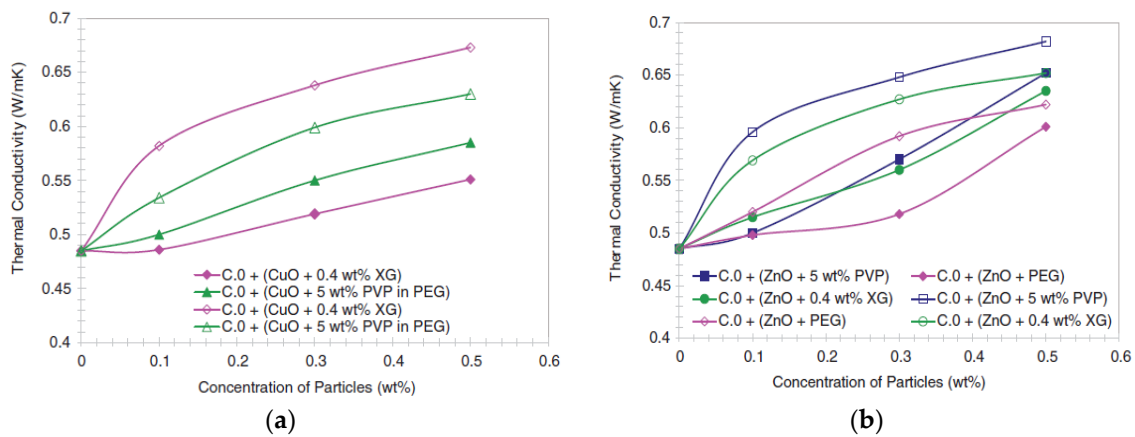 0.7
0.65
0.6
0.55
0.5
0.45
0.4
Thermal Conductivity (W/mK)
C.0 + (CuO + 0.4 wt% XG)
C.0 + (CuO + 5 wt% PVP in PEG)
C.0 + (CuO + 0.4 wt% XG)
C.0 + (CuO + 5 wt% PVP in PEG)
0 0.1 0.2 0.3 0.4 0.5 0.6
Concentration of Particles (wt%)
(a)
0.7
0.65
0.6
0.55
0.5
0.45
0.4
Thermal Conductivity (W/mK)
C.0 + (ZnO + 5 wt% PVP) C.0 + (ZnO + PEG)
C.0 + (ZnO + 0.4 wt% XG) C.0 + (ZnO + 5 wt% PVP)
C.0 + (ZnO + PEG) C.0 + (ZnO + 0.4 wt% XG)
0 0.1 0.2 0.3 0.4 0.5 0.6
Concentration of Particles (wt%)
(b)